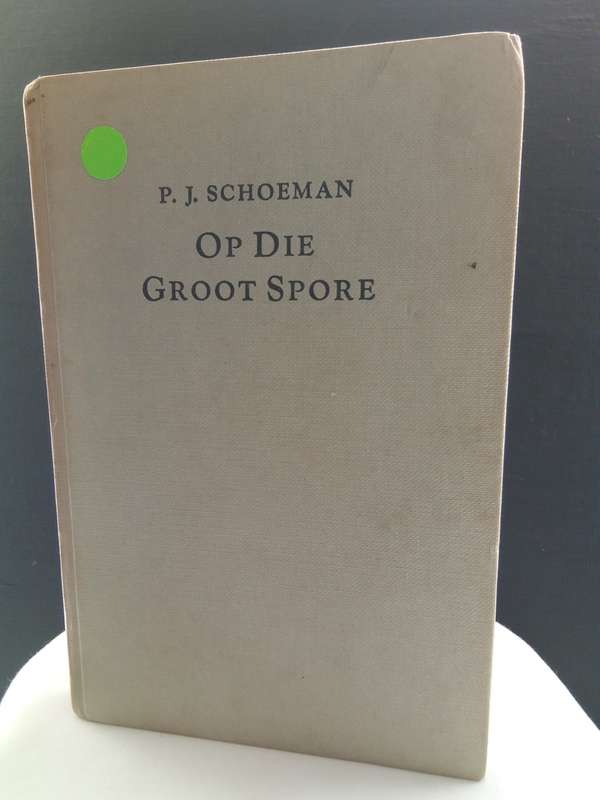 P. J. SCHOEMAN
OP DIE
GROOT SPORE